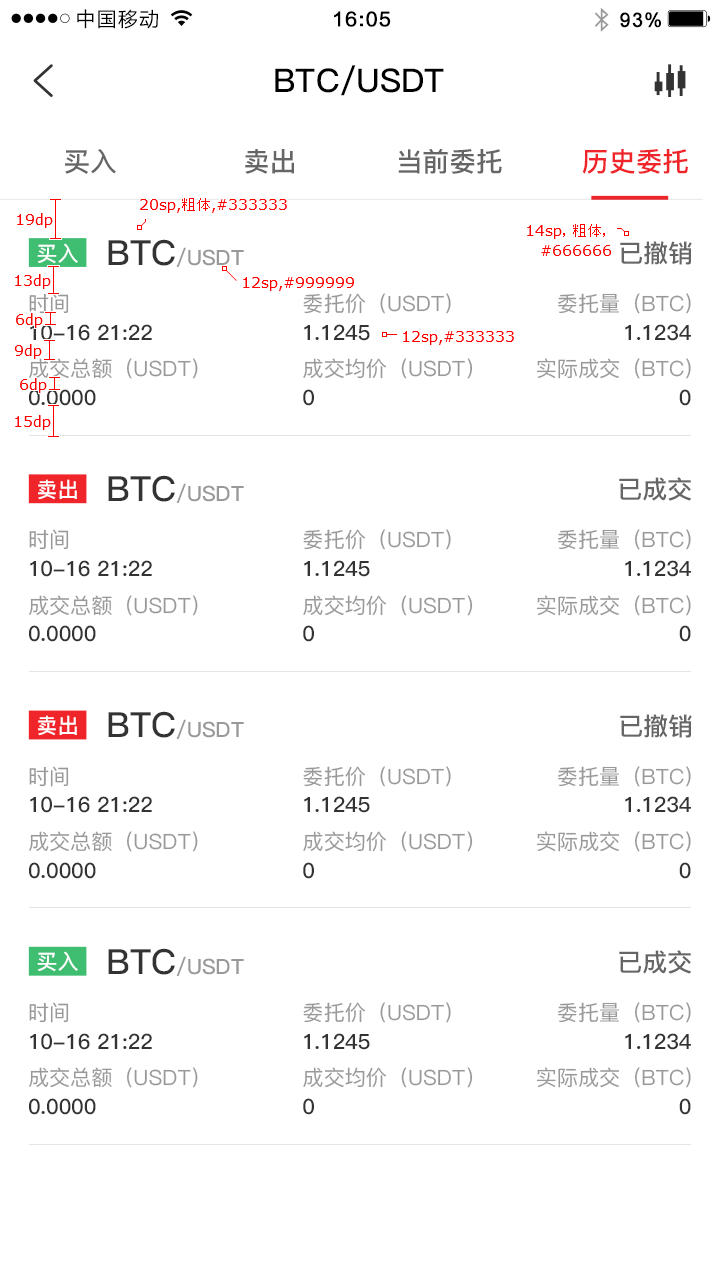 中国移动 16:05 93%
BTC/USDT
买入 卖出 当前委托 历史委托
20sp,粗体,#333333
19dp
14sp, 粗体,
#666666
买入 BTC/USDT 已撤销
13dp
12sp,#999999
时间 委托价（USDT） 委托量（BTC）
6dp
10-16 21:22 1.1245 12sp,#333333 1.1234
9dp
成交总额（USDT） 成交均价（USDT） 实际成交（BTC）
6dp
0.0000 0 0
15dp
卖出 BTC/USDT 已成交
时间 委托价（USDT） 委托量（BTC）
10-16 21:22 1.1245 1.1234
成交总额（USDT） 成交均价（USDT） 实际成交（BTC）
0.0000 0 0
卖出 BTC/USDT 已撤销
时间 委托价（USDT） 委托量（BTC）
10-16 21:22 1.1245 1.1234
成交总额（USDT） 成交均价（USDT） 实际成交（BTC）
0.0000 0 0
买入 BTC/USDT 已成交
时间 委托价（USDT） 委托量（BTC）
10-16 21:22 1.1245 1.1234
成交总额（USDT） 成交均价（USDT） 实际成交（BTC）
0.0000 0 0